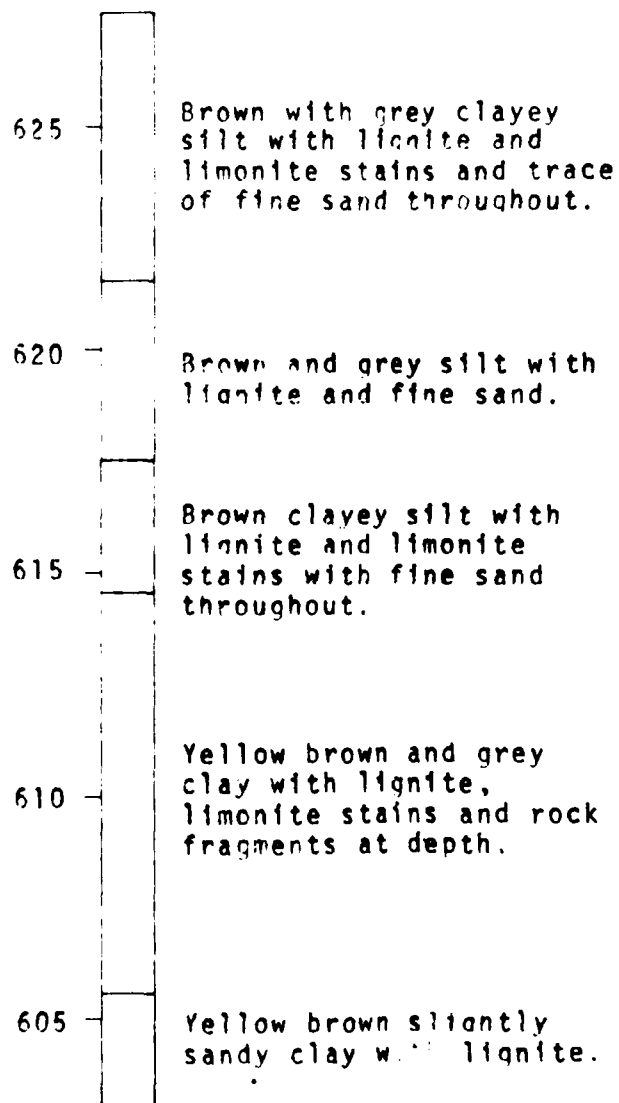 625
Brown with grey clayey
silt with lignite and
limonite stains and trace
of fine sand throughout.
620
Brown and grey silt with
lignite and fine sand.
Brown clayey silt with
lignite and limonite
615
stains with fine sand
throughout.
Yellow brown and grey
clay with lignite,
610
limonite stains and rock
fragments at depth.
605
Yellow brown slightly
sandy clay lignite.